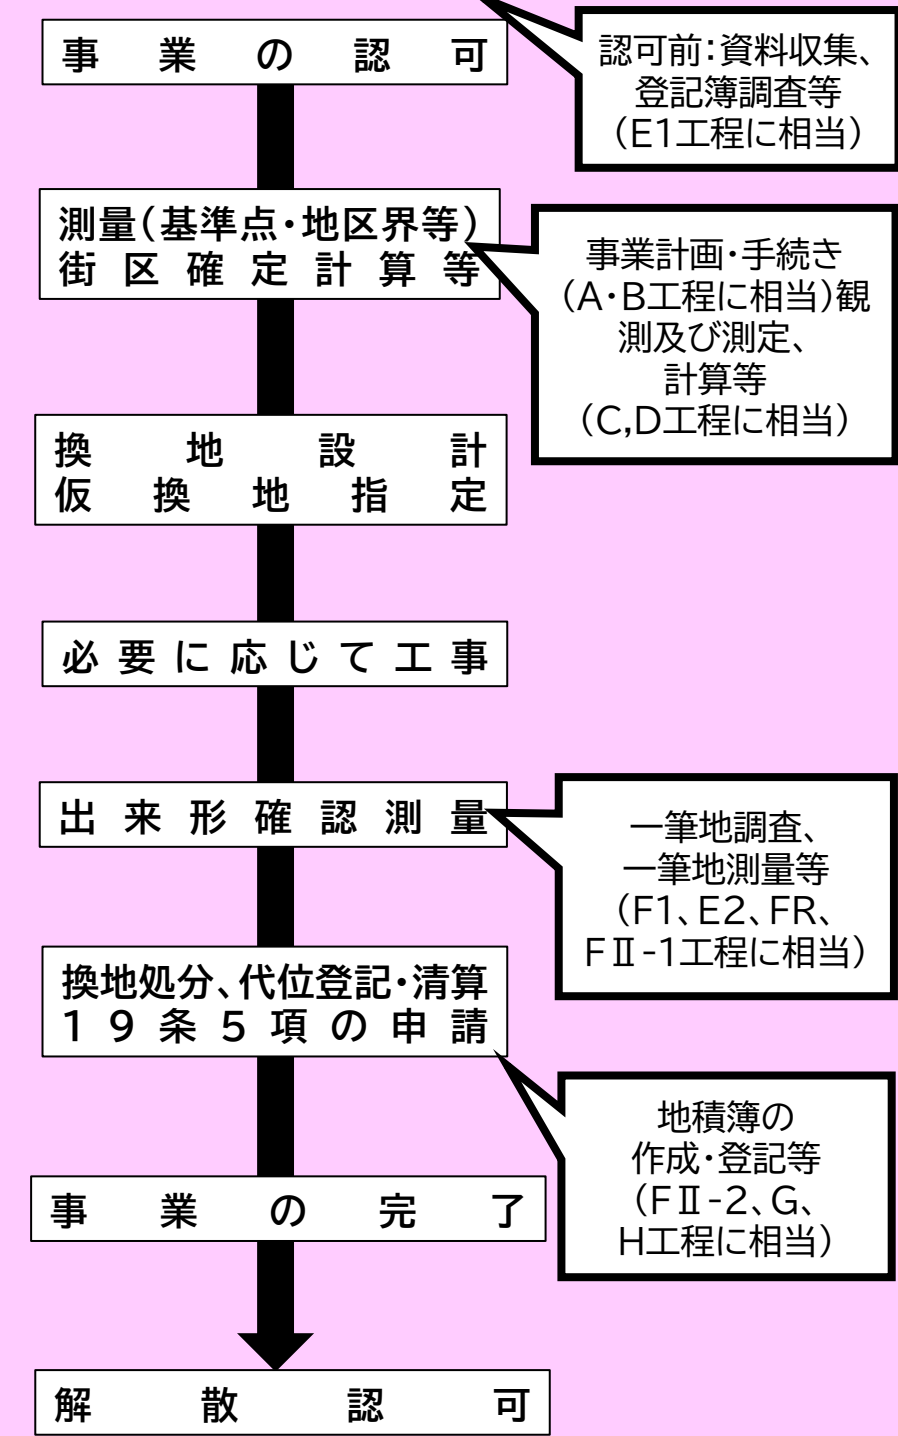 事業の認可
認可前：資料収集、
登記簿調査等
（E1工程に相当）
測量（基準点・地区界等）
街区確定計算等
事業計画・手続き
（A・B工程に相当）観
測及び測定、
計算等
（C,D工程に相当）
換地設計
仮換地指定
必要に応じて工事
出来形確認測量
一筆地調査、
一筆地測量等
（F1、E2、FR、
FⅡ-1工程に相当）
換地処分、代位登記・清算
19条5項の申請
地積簿の
作成・登記等
（FⅡ-2、G、
H工程に相当）
事業の完了
解散認可